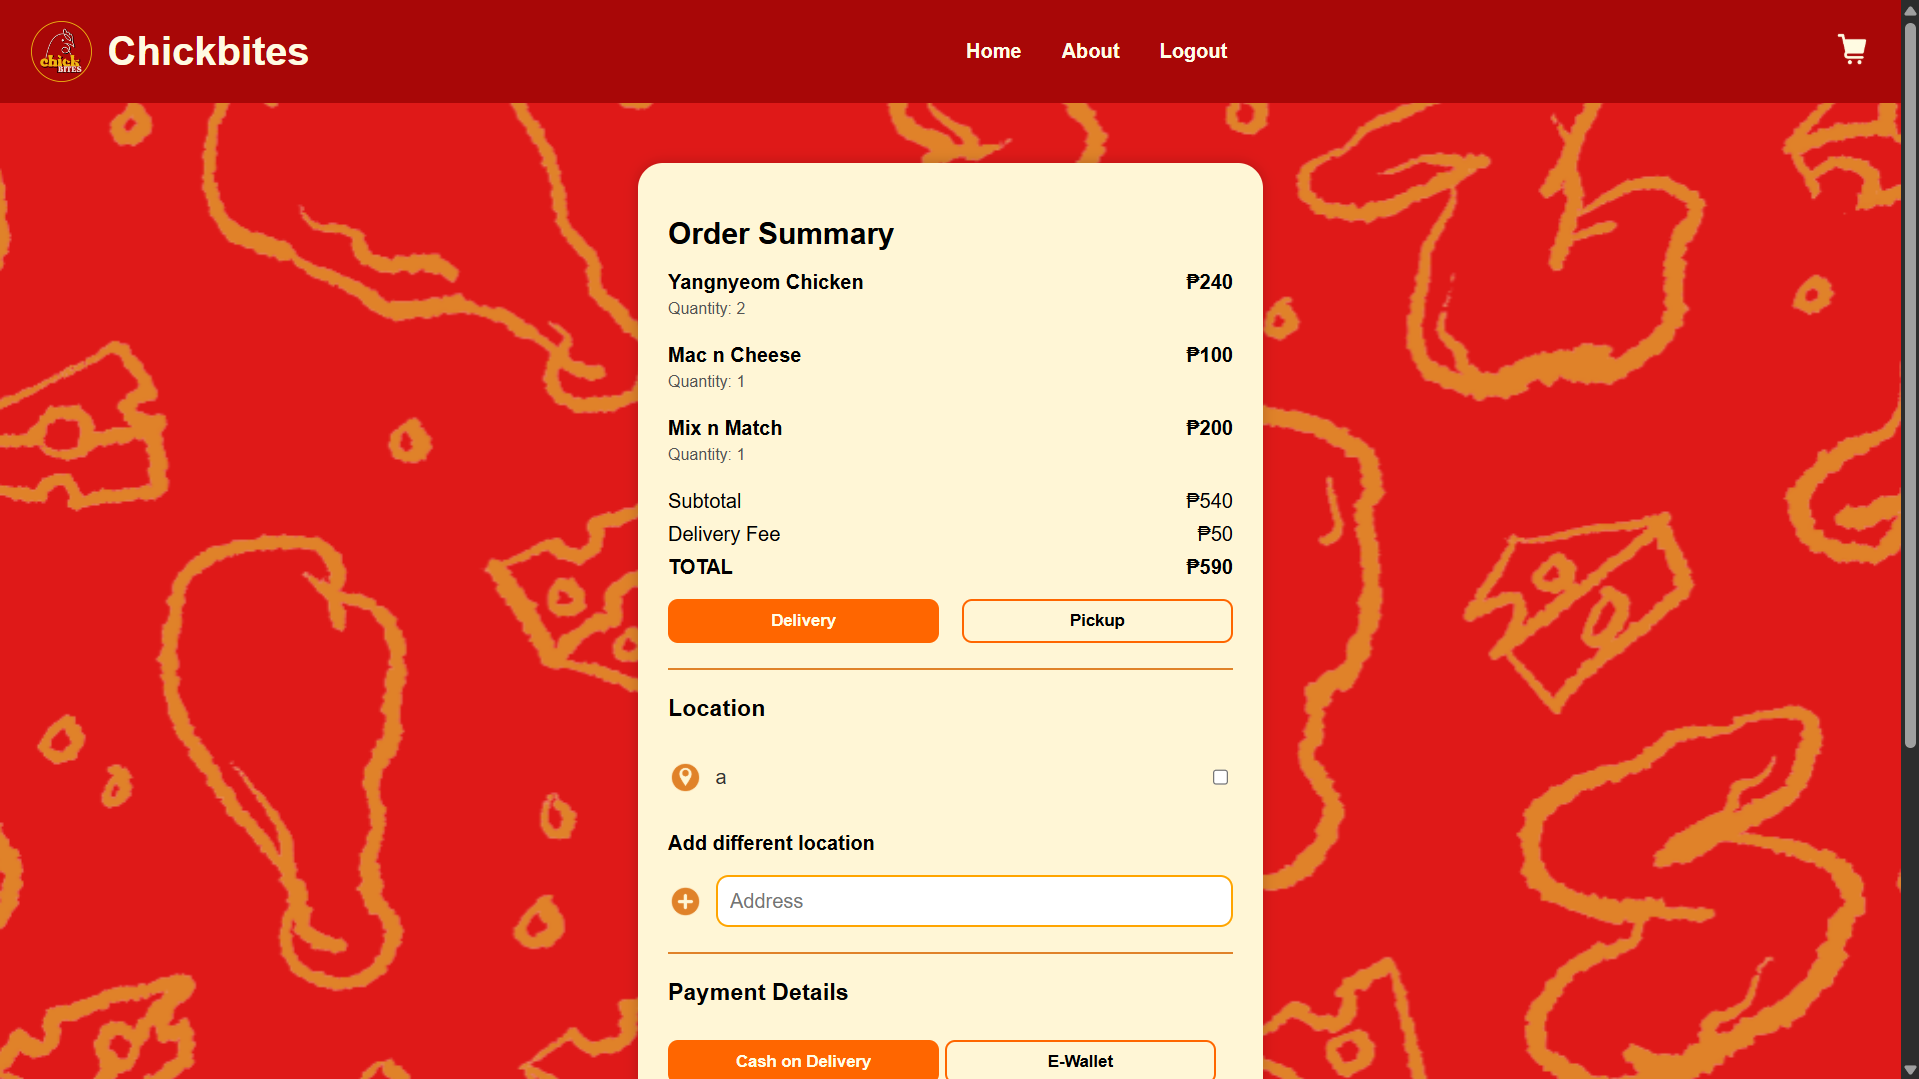 chick
BITES
Chickbites
Home About Logout
Order Summary
Yangnyeom Chicken ₱240
Quantity: 2
Mac n Cheese ₱100
Quantity: 1
Mix n Match ₱200
Quantity: 1
Subtotal ₱540
Delivery Fee ₱50
TOTAL ₱590
Delivery Pickup
Location
a
Add different location
Address
Payment Details
Cash on Delivery E-Wallet